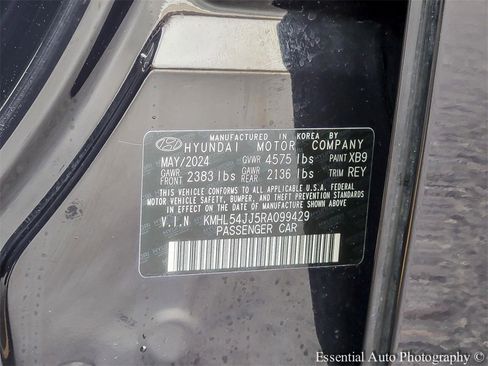 MANUFACTURED IN KOREA BY
HYUNDAI MOTOR COMPANY
MAY/2024 GVWR 4575 lbs PAINT XB9
GAWR FRONT 2383 lbs GAWR REAR 2136 lbs TRIM REY
THIS VEHICLE CONFORMS TO ALL APPLICABLE U.S.A. FEDERAL
MOTOR VEHICLE SAFETY, BUMPER, AND THEFT PREVENTION STANDARDS
IN EFFECT ON THE DATE OF MANUFACTURE SHOWN ABOVE.
V.I.N KMHL54JJ5RA099429
PASSENGER CAR
Essential Auto Photography ©